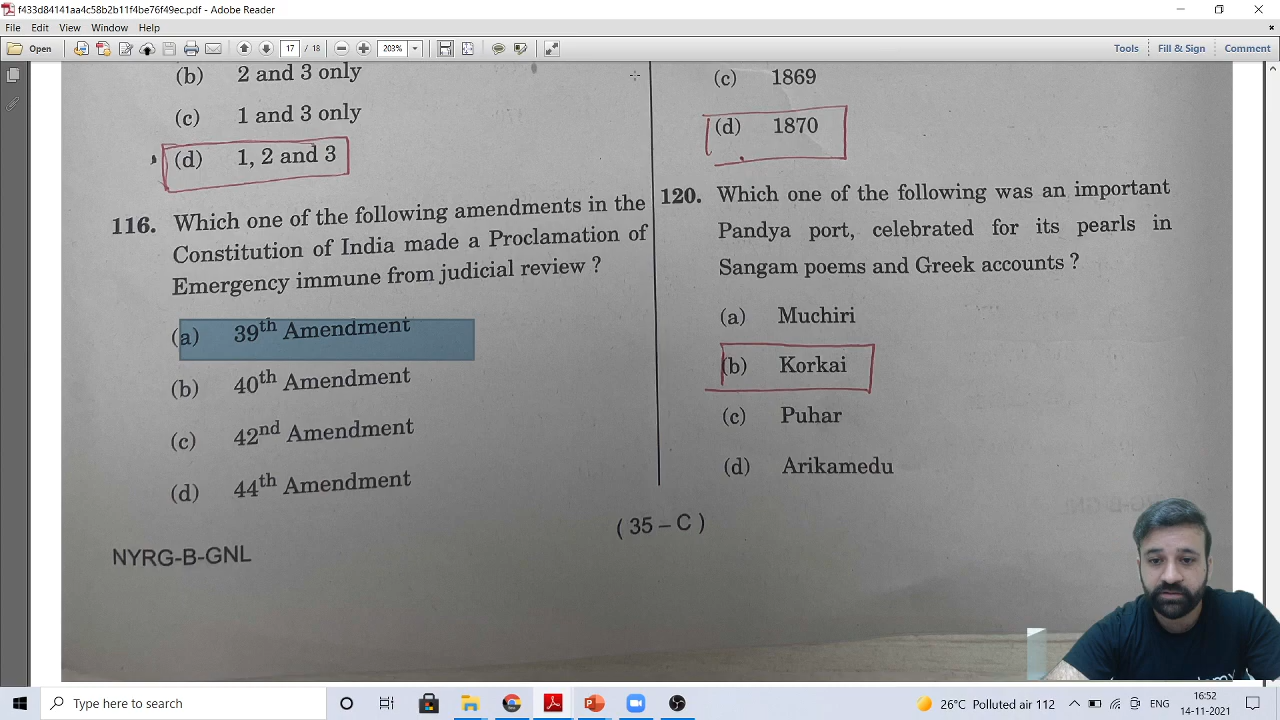 f433d84141aa4c58b2b11f4be76f49ec.pdf - Adobe Reader
File Edit View Window Help
Open 17 / 18 203% Tools Fill & Sign Comment
(b) 2 and 3 only
(c) 1 and 3 only
(d) 1, 2 and 3
116. Which one of the following amendments in the
Constitution of India made a Proclamation of
Emergency immune from judicial review ?
(a) 39th Amendment
(b) 40th Amendment
(c) 42nd Amendment
(d) 44th Amendment
(c) 1869
(d) 1870
120. Which one of the following was an important
Pandya port, celebrated for its pearls in
Sangam poems and Greek accounts ?
(a) Muchiri
(b) Korkai
(c) Puhar
(d) Arikamedu
( 35 – C )
NYRG-B-GNL
Type here to search
26°C Polluted air 112 ENG 16:52
14-11-2021